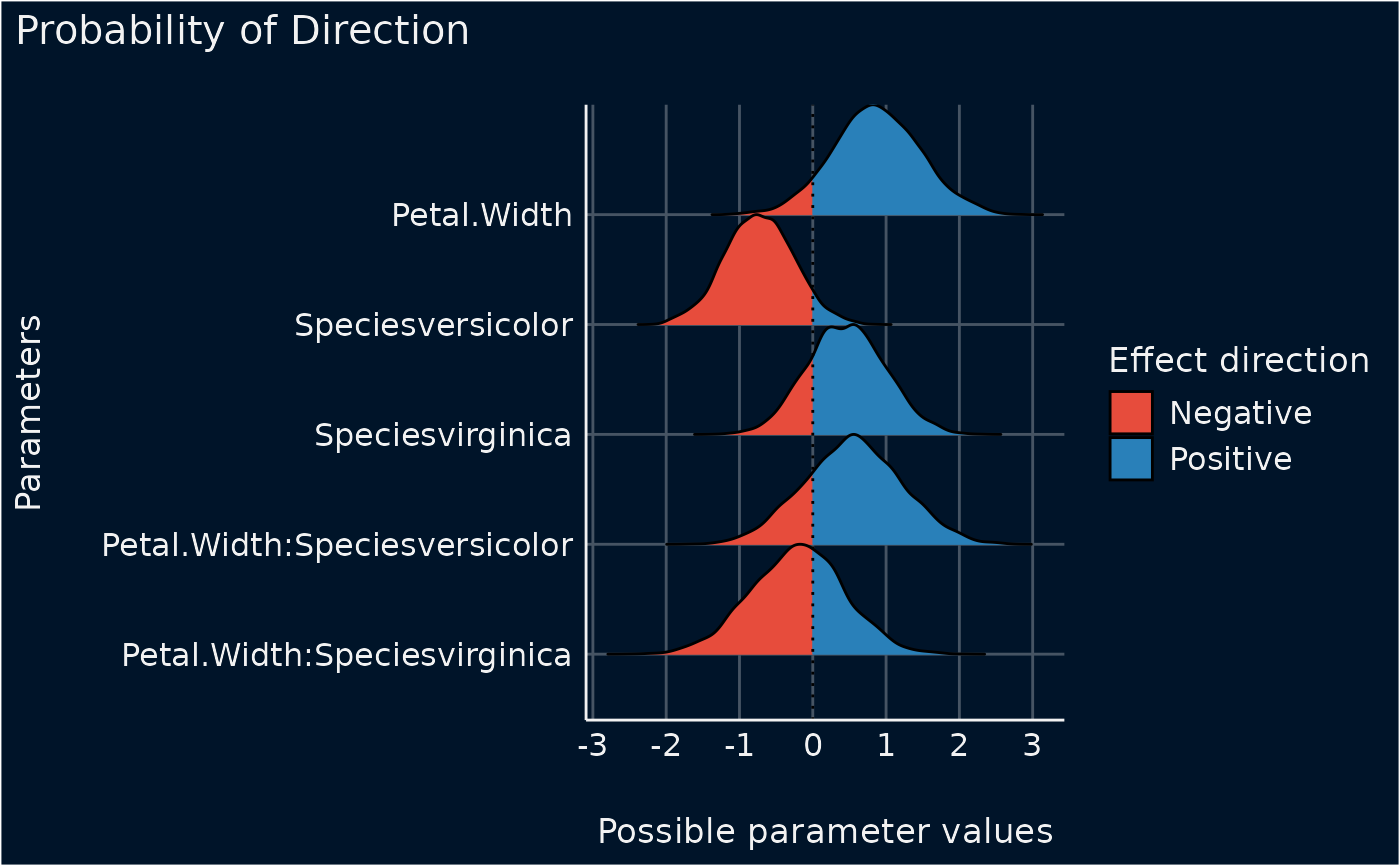 Probability of Direction
Parameters
Petal.Width
Speciesversicolor
Speciesvirginica
Petal.Width:Speciesversicolor
Petal.Width:Speciesvirginica
-3 -2 -1 0 1 2 3
Possible parameter values
Effect direction
Negative
Positive